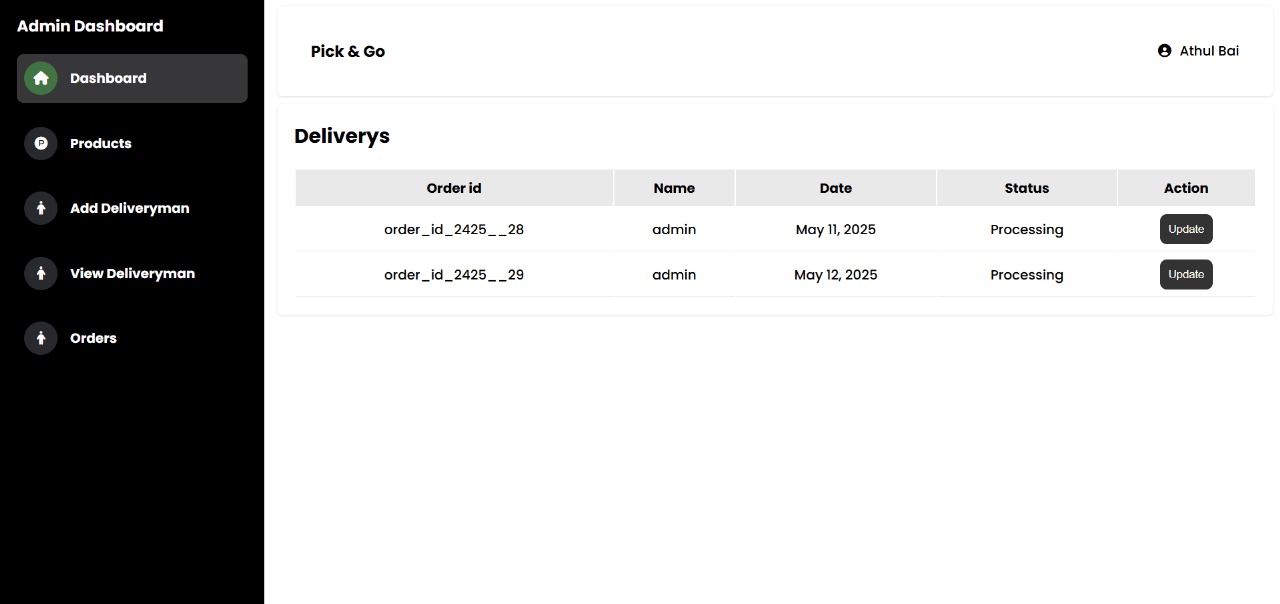 Admin Dashboard
Dashboard
Products
Add Deliveryman
View Deliveryman
Orders
Pick & Go
Athul Bai
Deliverys
Order id Name Date Status Action
order_id_2425__28 admin May 11, 2025 Processing Update
order_id_2425__29 admin May 12, 2025 Processing Update